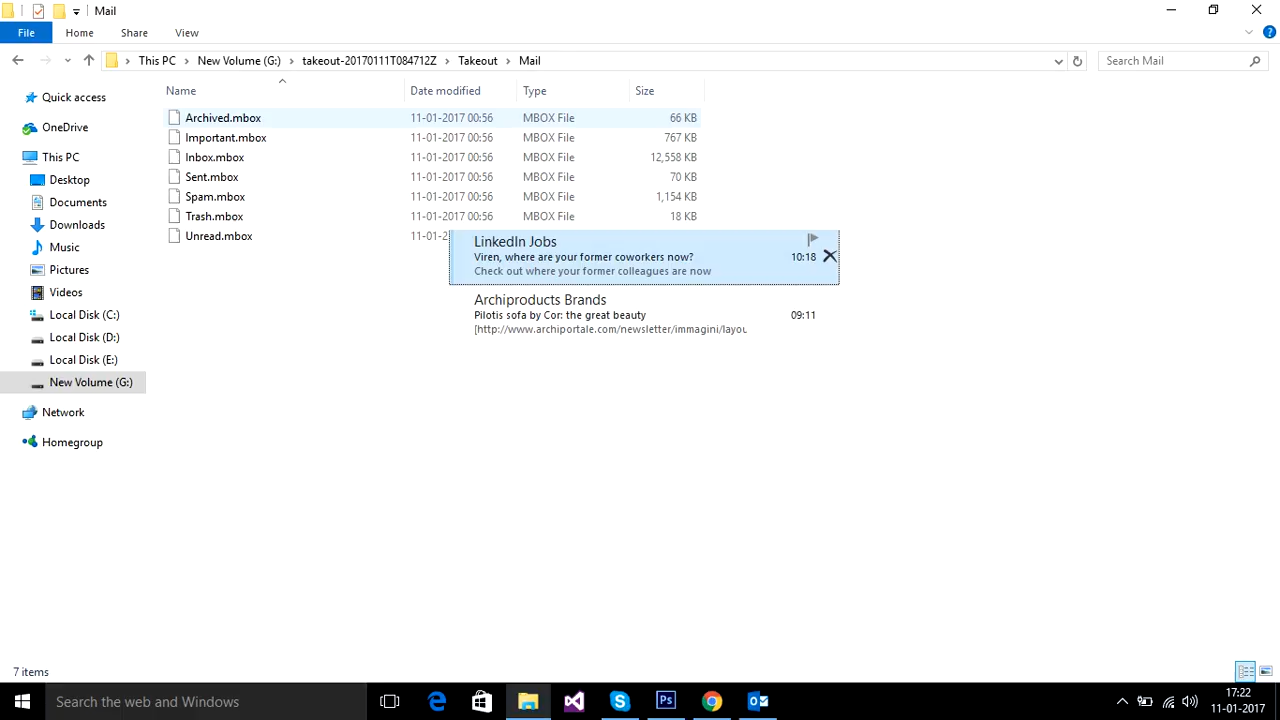 Mail
File Home Share View
This PC New Volume (G:) takeout-20170111T084712Z Takeout Mail
Search Mail
Name Date modified Type Size
Archived.mbox 11-01-2017 00:56 MBOX File 66 KB
Important.mbox 11-01-2017 00:56 MBOX File 767 KB
Inbox.mbox 11-01-2017 00:56 MBOX File 12,558 KB
Sent.mbox 11-01-2017 00:56 MBOX File 70 KB
Spam.mbox 11-01-2017 00:56 MBOX File 1,154 KB
Trash.mbox 11-01-2017 00:56 MBOX File 18 KB
Unread.mbox 11-01-2
Quick access
OneDrive
This PC
Desktop
Documents
Downloads
Music
Pictures
Videos
Local Disk (C:)
Local Disk (D:)
Local Disk (E:)
New Volume (G:)
Network
Homegroup
LinkedIn Jobs
Viren, where are your former coworkers now? 10:18
Check out where your former colleagues are now
Archiproducts Brands
Pilotis sofa by Cor: the great beauty 09:11
[http://www.archiportale.com/newsletter/immagini/layou
7 items
Search the web and Windows
Ps
17:22
11-01-2017